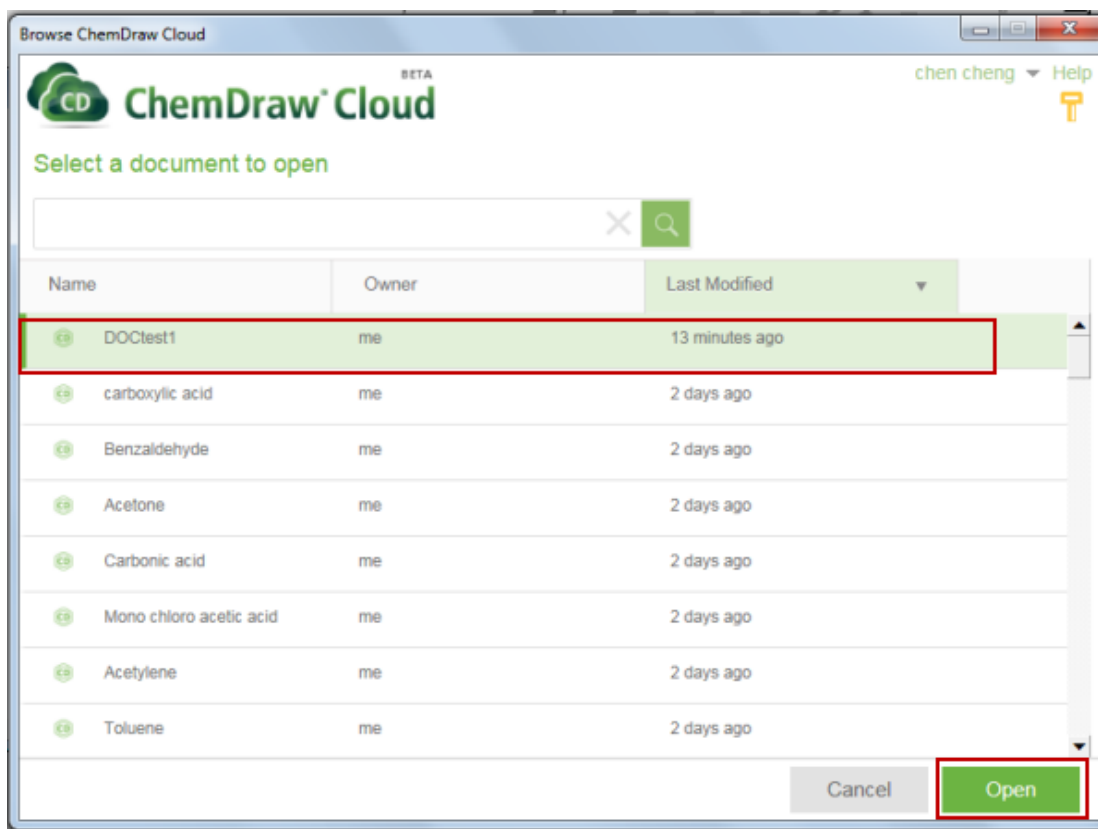 Browse ChemDraw Cloud
chen cheng Help
BETA
CD ChemDraw® Cloud
Select a document to open
Name Owner Last Modified
DOCtest1 me 13 minutes ago
carboxylic acid me 2 days ago
Benzaldehyde me 2 days ago
Acetone me 2 days ago
Carbonic acid me 2 days ago
Mono chloro acetic acid me 2 days ago
Acetylene me 2 days ago
Toluene me 2 days ago
Cancel Open